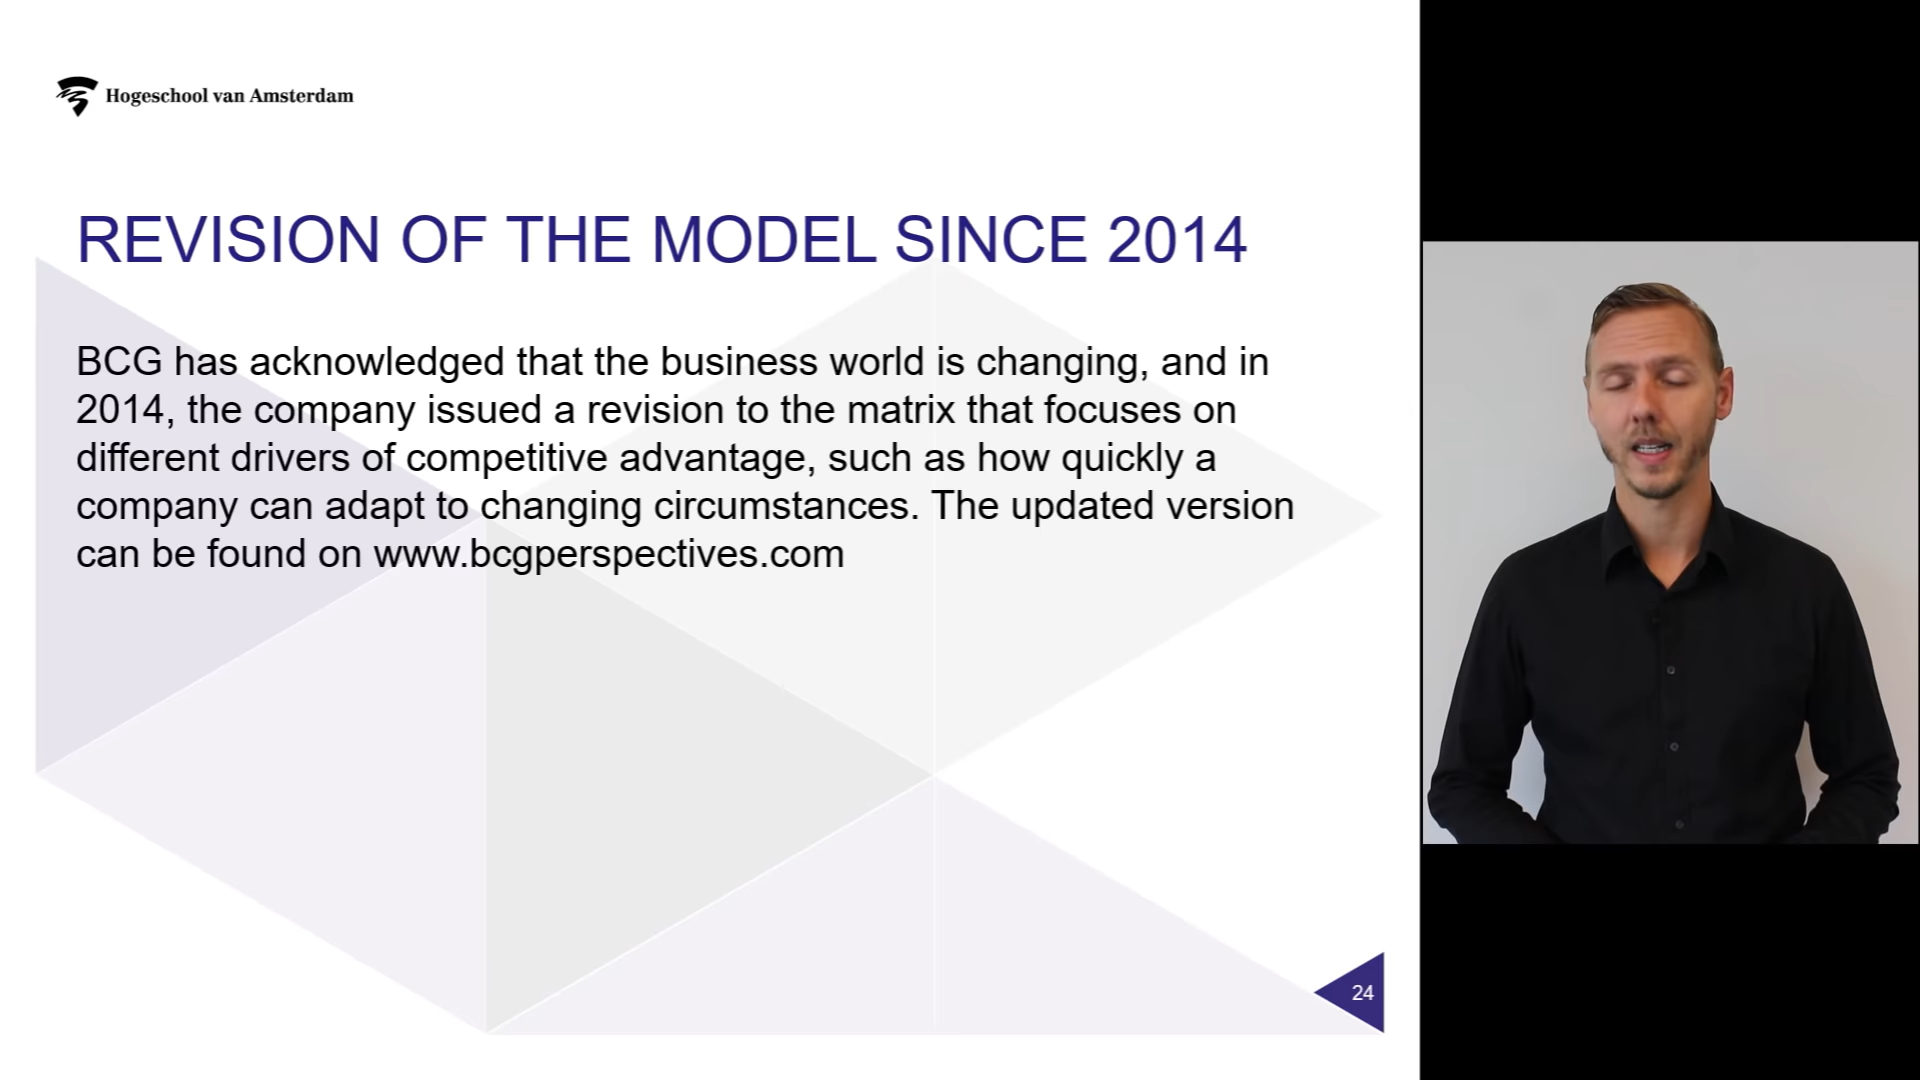 Hogeschool van Amsterdam
REVISION OF THE MODEL SINCE 2014
BCG has acknowledged that the business world is changing, and in
2014, the company issued a revision to the matrix that focuses on
different drivers of competitive advantage, such as how quickly a
company can adapt to changing circumstances. The updated version
can be found on www.bcgperspectives.com
24